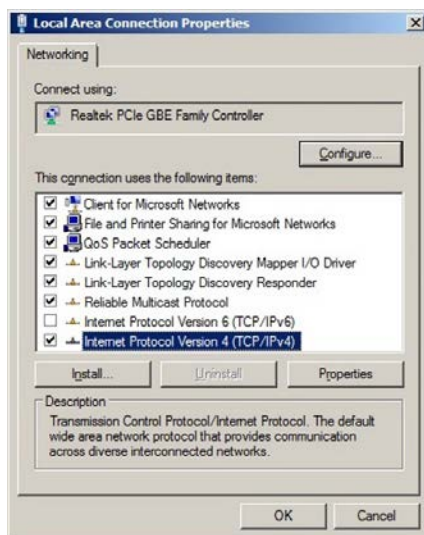 Local Area Connection Properties
Networking
Connect using:
Realtek PCIe GBE Family Controller
Configure...
This connection uses the following items:
Client for Microsoft Networks
File and Printer Sharing for Microsoft Networks
QoS Packet Scheduler
Link-Layer Topology Discovery Mapper I/O Driver
Link-Layer Topology Discovery Responder
Reliable Multicast Protocol
Internet Protocol Version 6 (TCP/IPv6)
Internet Protocol Version 4 (TCP/IPv4)
Install... Uninstall Properties
Description
Transmission Control Protocol/Internet Protocol. The default
wide area network protocol that provides communication
across diverse interconnected networks.
OK Cancel